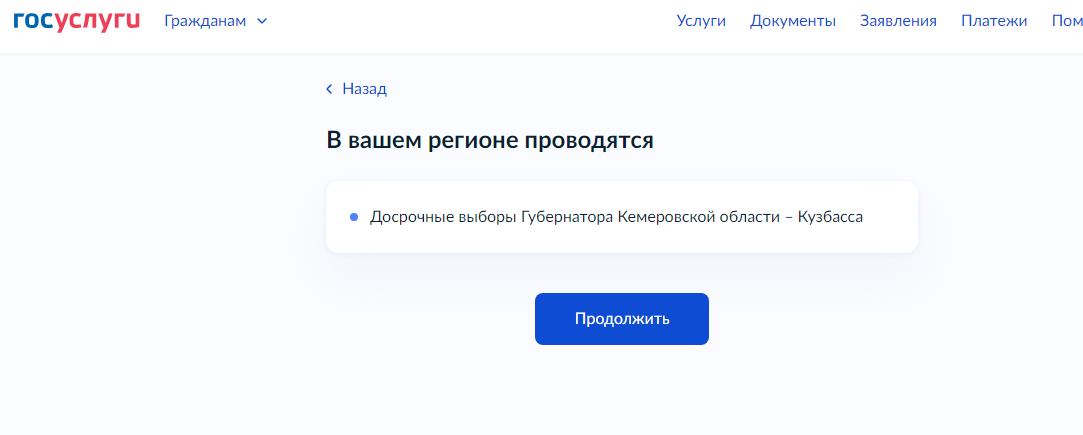 госуслуги Гражданам Услуги Документы Заявления Платежи Пом
Назад
В вашем регионе проводятся
Досрочные выборы Губернатора Кемеровской области – Кузбасса
Продолжить